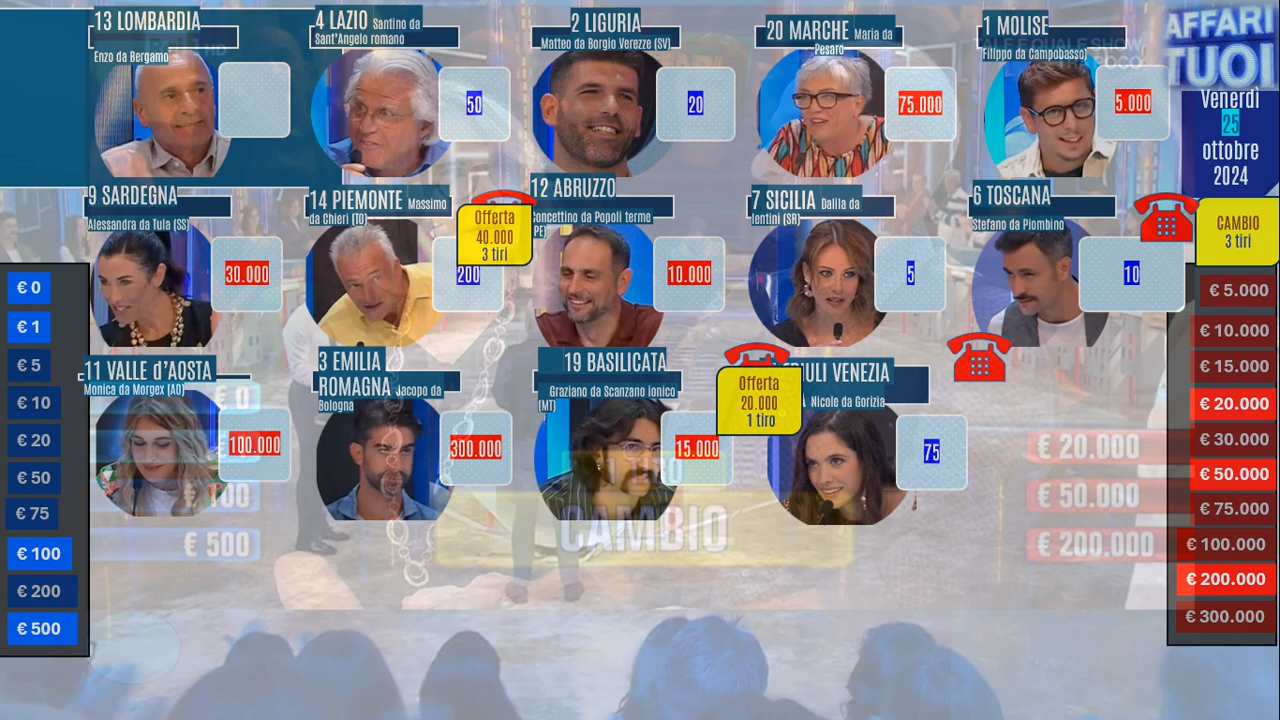 13 LOMBARDIA
Enzo da Bergamo
4 LAZIO Santino da
Sant'Angelo romano
50
2 LIGURIA
Matteo da Borgio Verezze (SV)
20
20 MARCHE Maria da
Pesaro
75.000
1 MOLISE
Filippo da Campobasso)
5.000
AFFARI
TUOI
Venerdì
25
ottobre
2024
9 SARDEGNA
Alessandra da Tula (SS)
30.000
14 PIEMONTE Massimo
da Chieri (TO)
200
Offerta
40.000
3 tiri
12 ABRUZZO
Concettino da Popoli terme
(PE)
10.000
7 SICILIA Dalila da
lentini (SR)
5
6 TOSCANA
Stefano da Piombino
10
CAMBIO
3 tiri
11 VALLE d'AOSTA
Monica da Morgex (AO)
100.000
3 EMILIA
ROMAGNA Jacopo da
Bologna
300.000
19 BASILICATA
Graziano da Scanzano ionico
(MT)
15.000
Offerta
20.000
1 tiro
FRIULI VENEZIA
Nicole da Gorizia
75
€ 0
€ 1
€ 5
€ 10
€ 20
€ 50
€ 75
€ 100
€ 200
€ 500
€ 5.000
€ 10.000
€ 15.000
€ 20.000
€ 30.000
€ 50.000
€ 75.000
€ 100.000
€ 200.000
€ 300.000
€ 0
€ 500
€ 20.000
€ 50.000
€ 200.000
CAMBIO